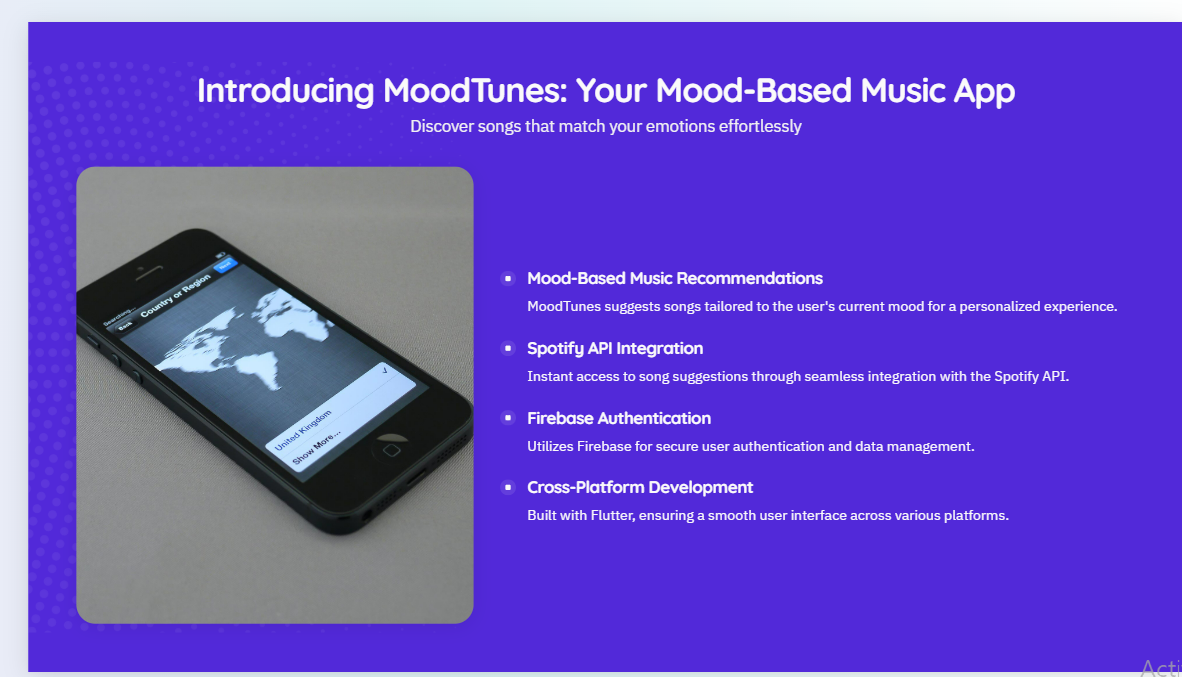 Introducing MoodTunes: Your Mood-Based Music App
Discover songs that match your emotions effortlessly
Searching...
Back
Country or Region
United Kingdom
Show More...
Mood-Based Music Recommendations
MoodTunes suggests songs tailored to the user's current mood for a personalized experience.
Spotify API Integration
Instant access to song suggestions through seamless integration with the Spotify API.
Firebase Authentication
Utilizes Firebase for secure user authentication and data management.
Cross-Platform Development
Built with Flutter, ensuring a smooth user interface across various platforms.